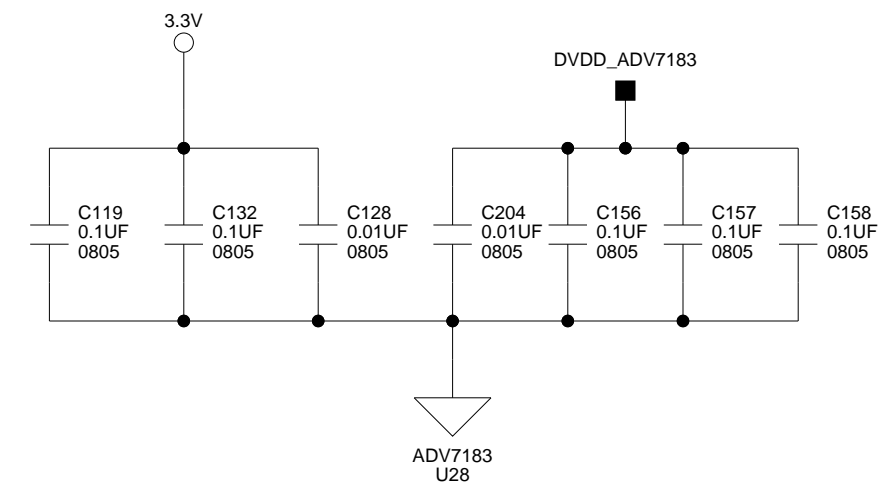 3.3V
DVDD_ADV7183
C119
0.1UF
0805
C132
0.1UF
0805
C128
0.01UF
0805
C204
0.01UF
0805
C156
0.1UF
0805
C157
0.1UF
0805
C158
0.1UF
0805
ADV7183
U28